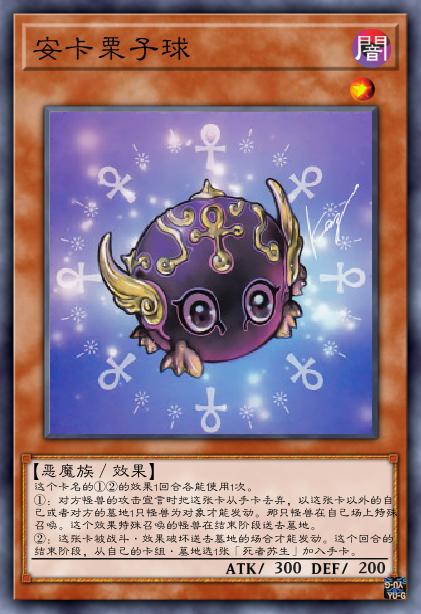 安卡栗子球
闇
【恶魔族／效果】
这个卡名的①②的效果1回合各能使用1次。
①：对方怪兽的攻击宣言时把这张卡从手卡丢弃，以这张卡以外的自
己或者对方的墓地1只怪兽为对象才能发动。那只怪兽在自己场上特殊
召唤。这个效果特殊召唤的怪兽在结束阶段送去墓地。
②：这张卡被战斗·效果破坏送去墓地的场合才能发动。这个回合的
结束阶段，从自己的卡组·墓地选1张「死者苏生」加入手卡。
ATK/ 300 DEF/ 200